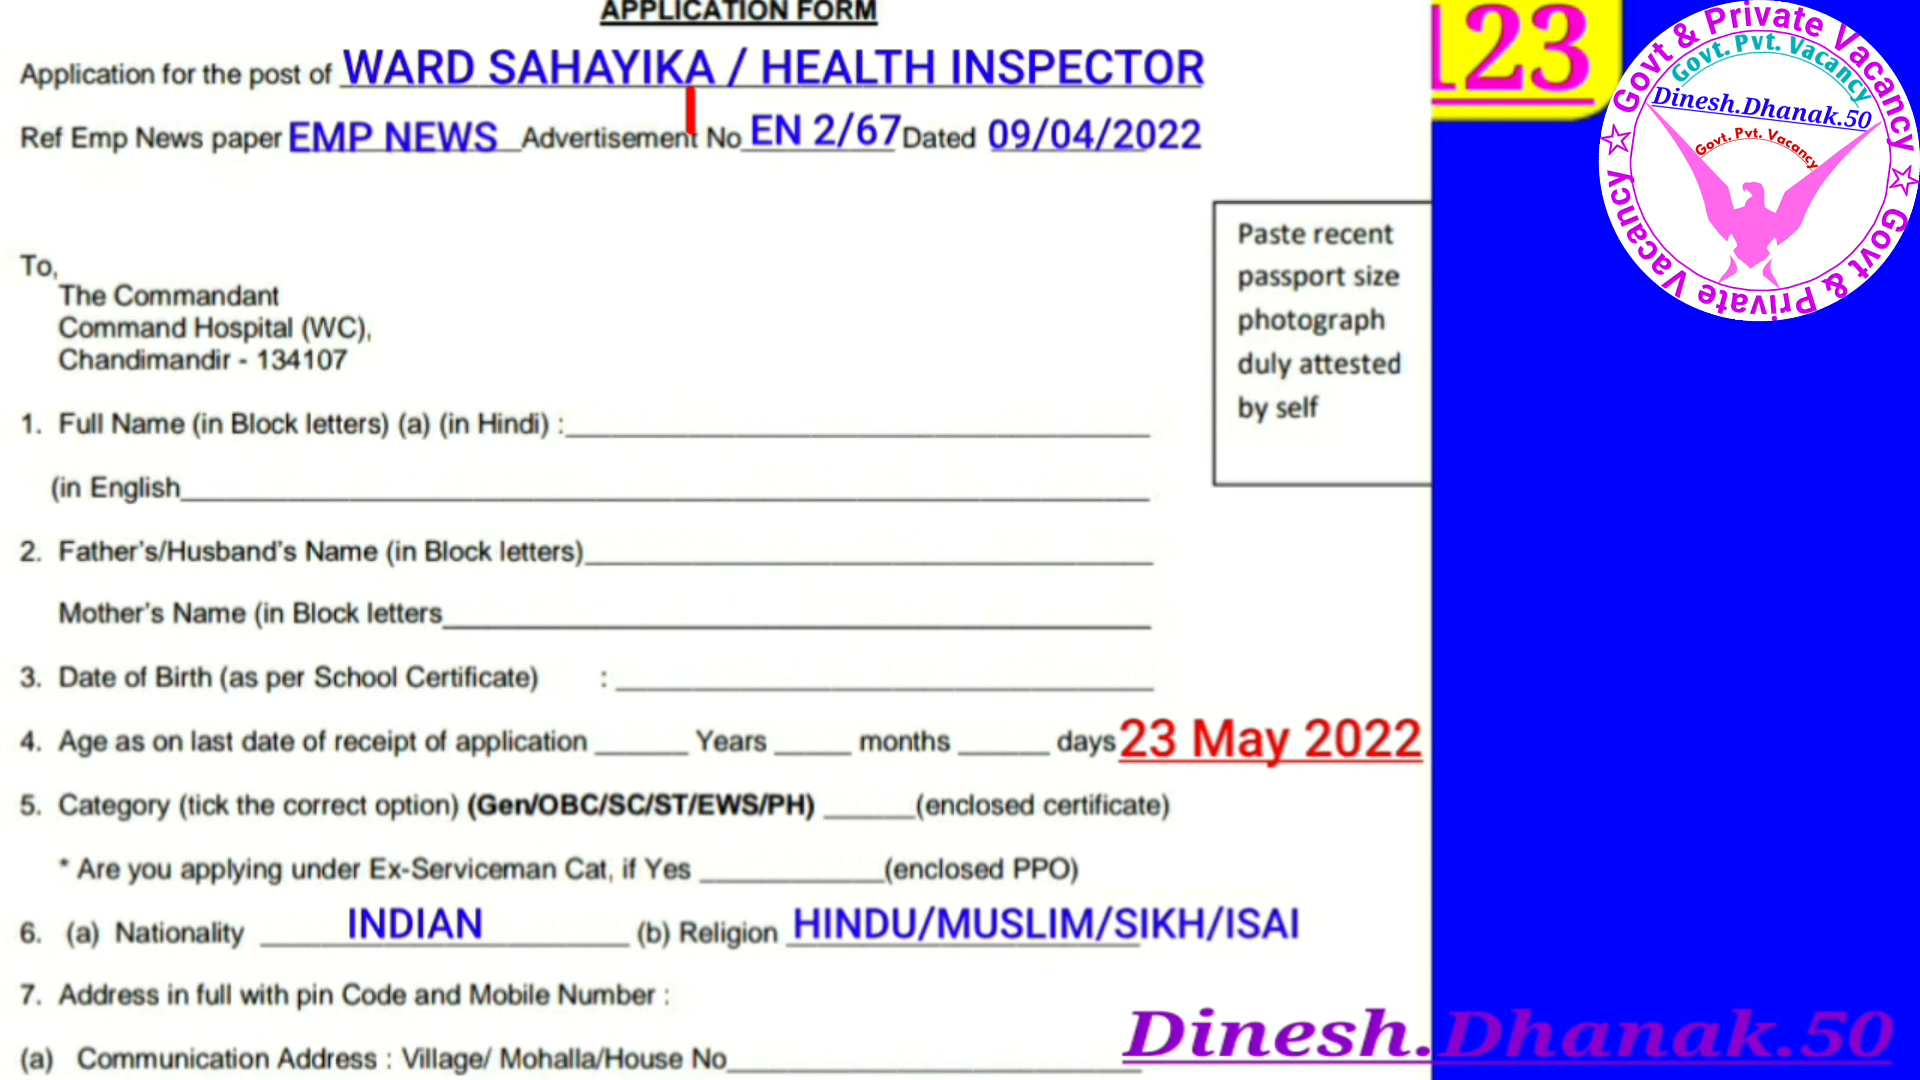 APPLICATION FORM
Application for the post of WARD SAHAYIKA / HEALTH INSPECTOR
Ref Emp News paper EMP NEWS Advertisement No EN 2/67 Dated 09/04/2022
123
Govt & Private Vacancy ☆ Govt & Private Vacancy ☆
Govt. Pvt. Vacancy
Dinesh.Dhanak.50
Govt. Pvt. Vacancy
Paste recent
passport size
photograph
duly attested
by self
To,
The Commandant
Command Hospital (WC),
Chandimandir - 134107
1. Full Name (in Block letters) (a) (in Hindi) :
(in English
2. Father's/Husband's Name (in Block letters)
Mother's Name (in Block letters
3. Date of Birth (as per School Certificate) :
4. Age as on last date of receipt of application ______ Years _____ months ______ days 23 May 2022
5. Category (tick the correct option) (Gen/OBC/SC/ST/EWS/PH) ______(enclosed certificate)
* Are you applying under Ex-Serviceman Cat, if Yes ____________(enclosed PPO)
6. (a) Nationality INDIAN (b) Religion HINDU/MUSLIM/SIKH/ISAI
7. Address in full with pin Code and Mobile Number :
(a) Communication Address : Village/ Mohalla/House No
Dinesh.Dhanak.50